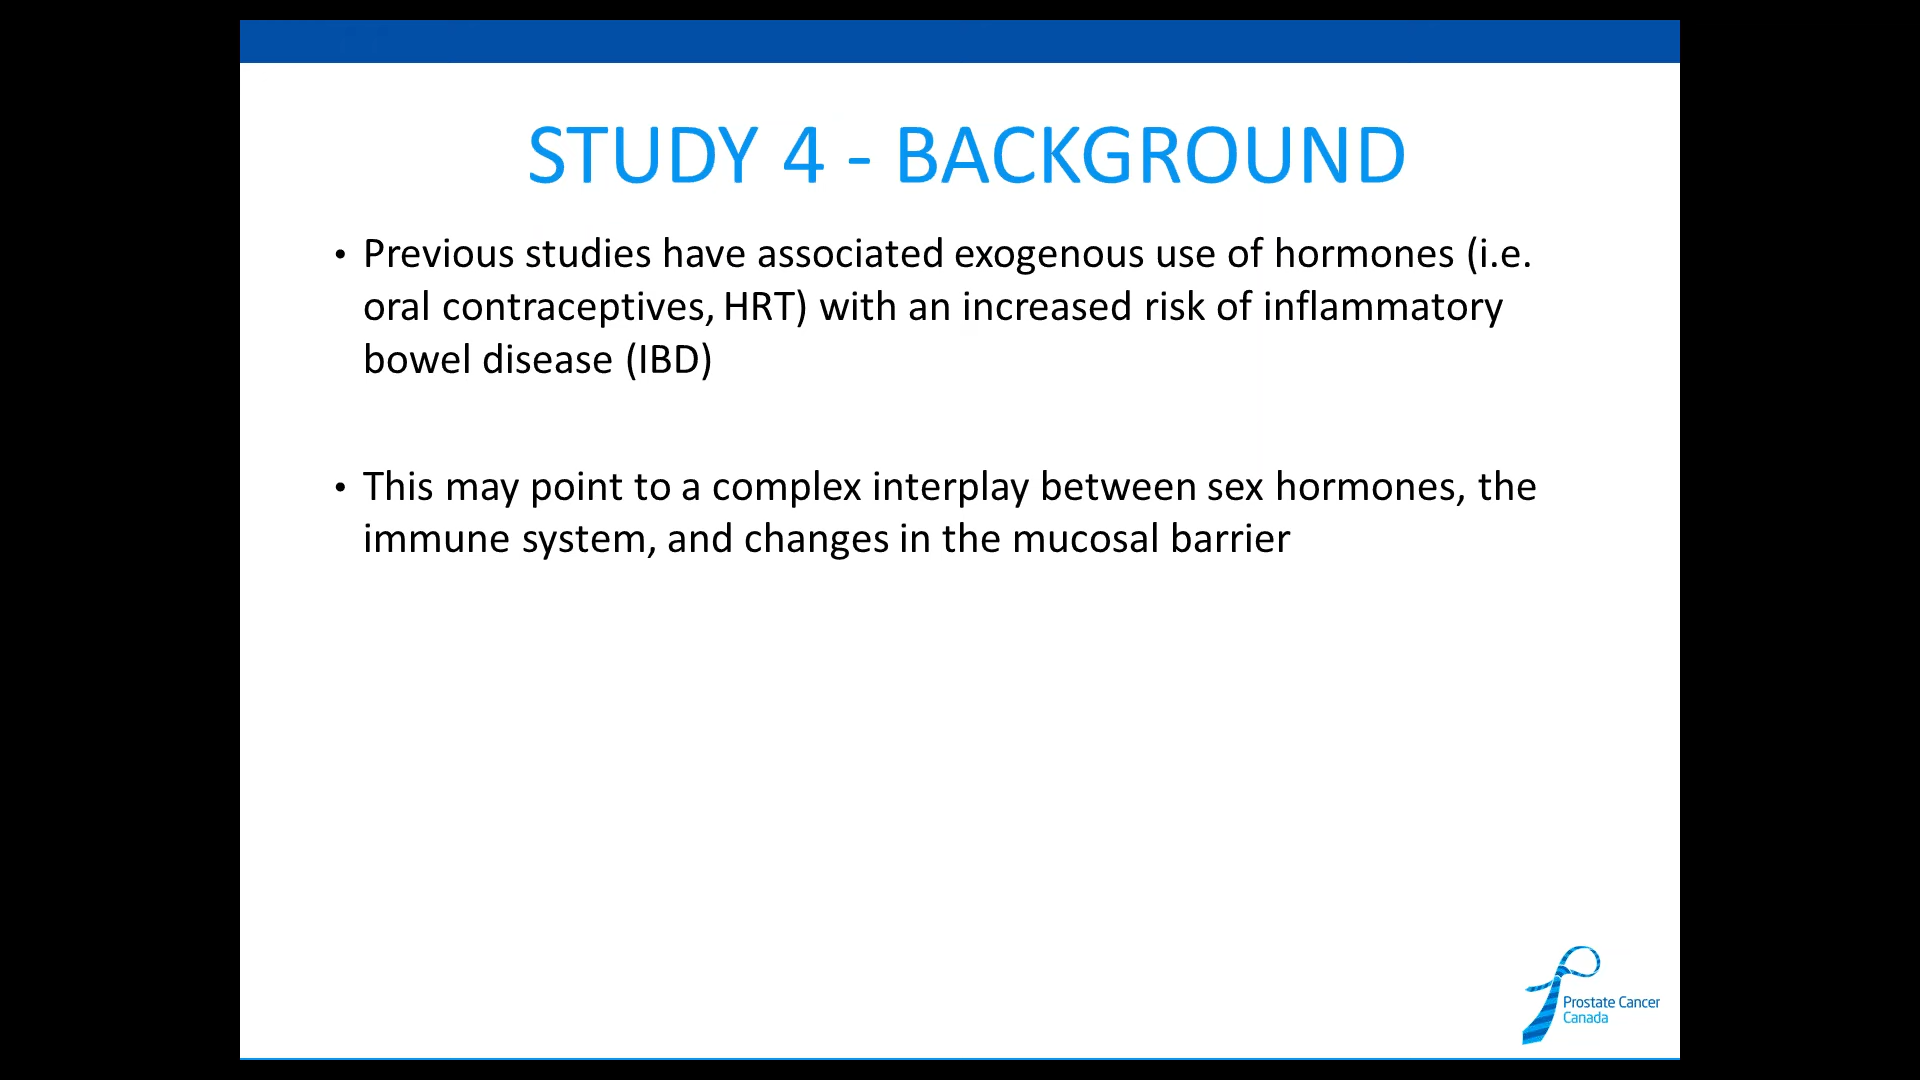 STUDY 4 - BACKGROUND
• Previous studies have associated exogenous use of hormones (i.e.
oral contraceptives, HRT) with an increased risk of inflammatory
bowel disease (IBD)
• This may point to a complex interplay between sex hormones, the
immune system, and changes in the mucosal barrier
Prostate Cancer
Canada